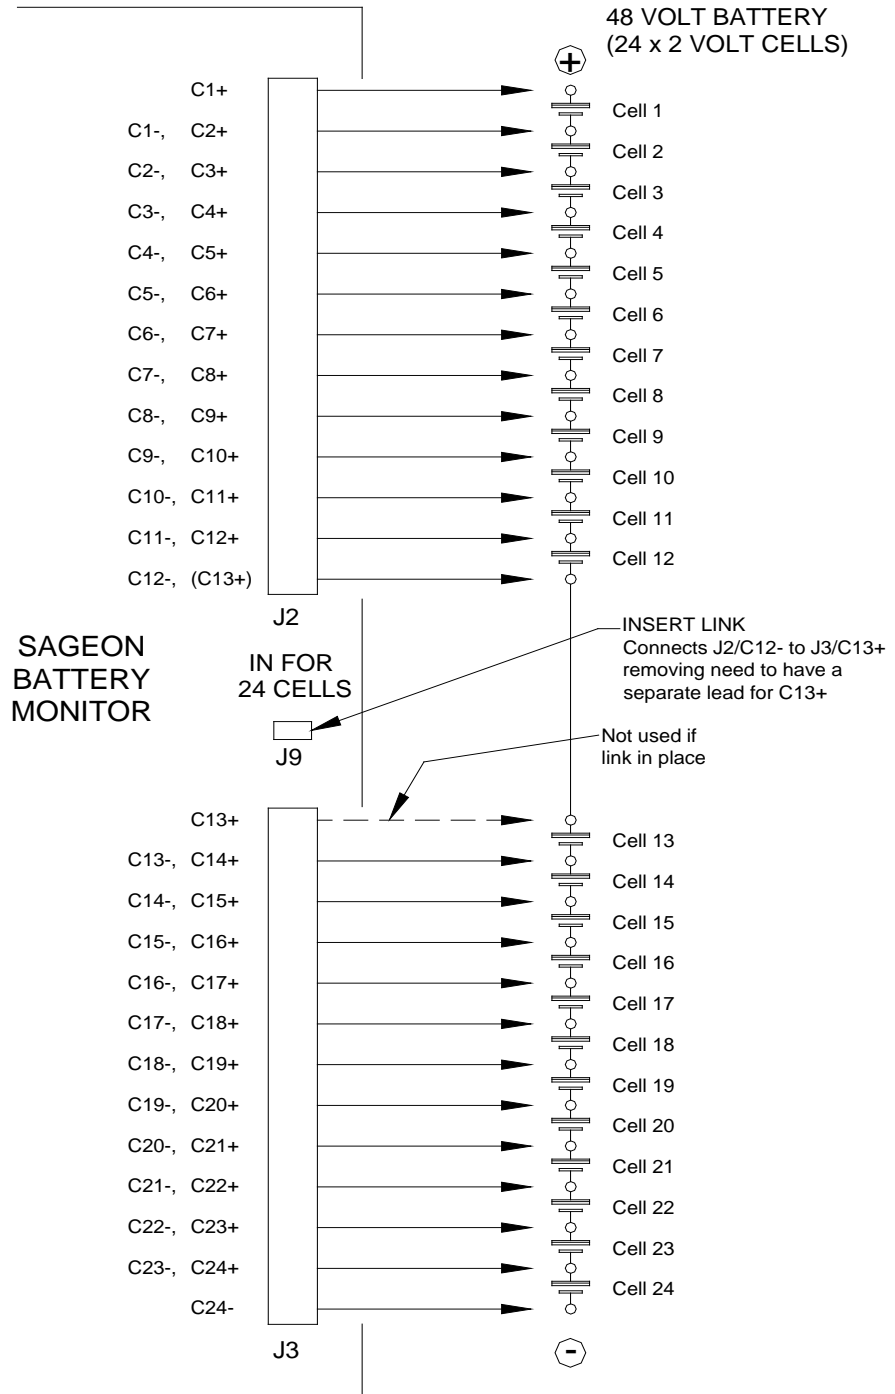 48 VOLT BATTERY
(24 x 2 VOLT CELLS)
+
C1+
Cell 1
C1-, C2+
Cell 2
C2-, C3+
Cell 3
C3-, C4+
Cell 4
C4-, C5+
Cell 5
C5-, C6+
Cell 6
C6-, C7+
Cell 7
C7-, C8+
Cell 8
C8-, C9+
Cell 9
C9-, C10+
Cell 10
C10-, C11+
Cell 11
C11-, C12+
Cell 12
C12-, (C13+)
J2
SAGEON
BATTERY
MONITOR
IN FOR
24 CELLS
J9
INSERT LINK
Connects J2/C12- to J3/C13+
removing need to have a
separate lead for C13+
Not used if
link in place
C13+
Cell 13
C13-, C14+
Cell 14
C14-, C15+
Cell 15
C15-, C16+
Cell 16
C16-, C17+
Cell 17
C17-, C18+
Cell 18
C18-, C19+
Cell 19
C19-, C20+
Cell 20
C20-, C21+
Cell 21
C21-, C22+
Cell 22
C22-, C23+
Cell 23
C23-, C24+
Cell 24
C24-
J3
-